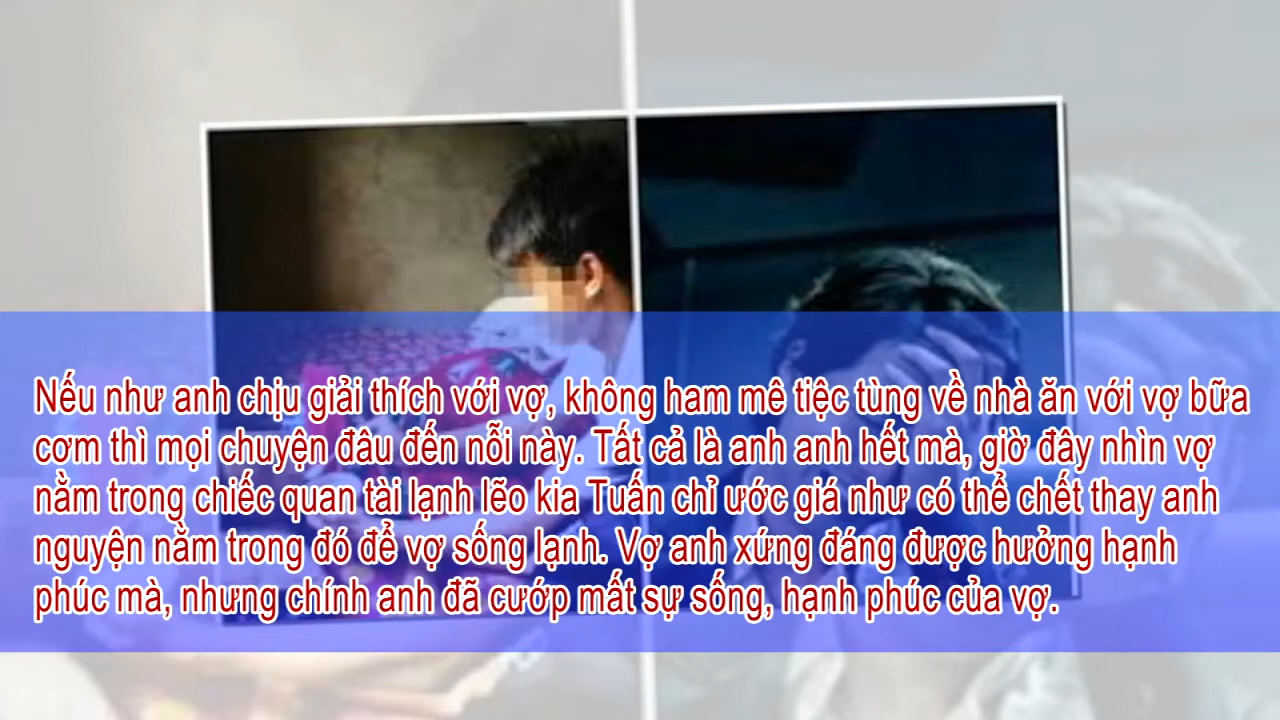 Nếu như anh chịu giải thích với vợ, không ham mê tiệc tùng về nhà ăn với vợ bữa
cơm thì mọi chuyện đâu đến nỗi này. Tất cả là anh anh hết mà, giờ đây nhìn vợ
nằm trong chiếc quan tài lạnh lẽo kia Tuấn chỉ ước giá như có thể chết thay anh
nguyện nằm trong đó để vợ sống lạnh. Vợ anh xứng đáng được hưởng hạnh
phúc mà, nhưng chính anh đã cướp mất sự sống, hạnh phúc của vợ.